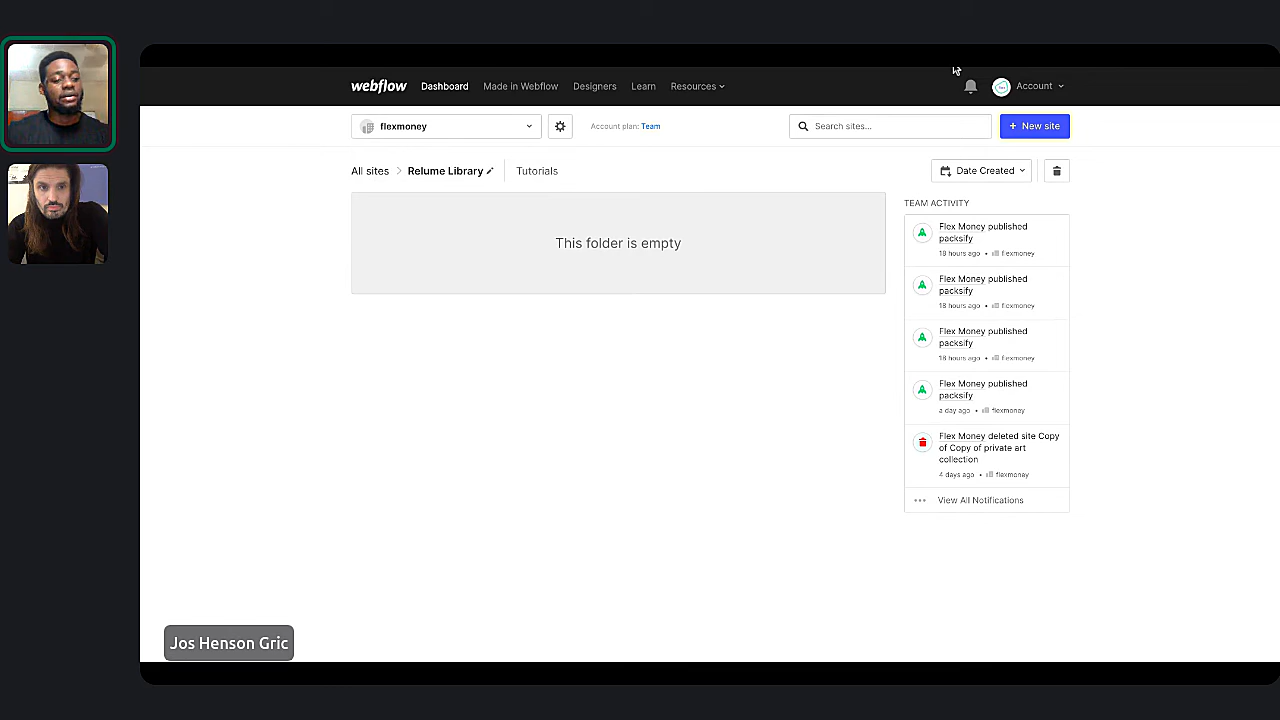 webflow Dashboard Made in Webflow Designers Learn Resources Account
flexmoney Account plan: Team Search sites... + New site
All sites Relume Library Tutorials Date Created
This folder is empty
TEAM ACTIVITY
Flex Money published
packsify
18 hours ago • flexmoney
Flex Money published
packsify
18 hours ago • flexmoney
Flex Money published
packsify
18 hours ago • flexmoney
Flex Money published
packsify
a day ago • flexmoney
Flex Money deleted site Copy
of Copy of private art
collection
4 days ago • flexmoney
View All Notifications
Jos Henson Gric